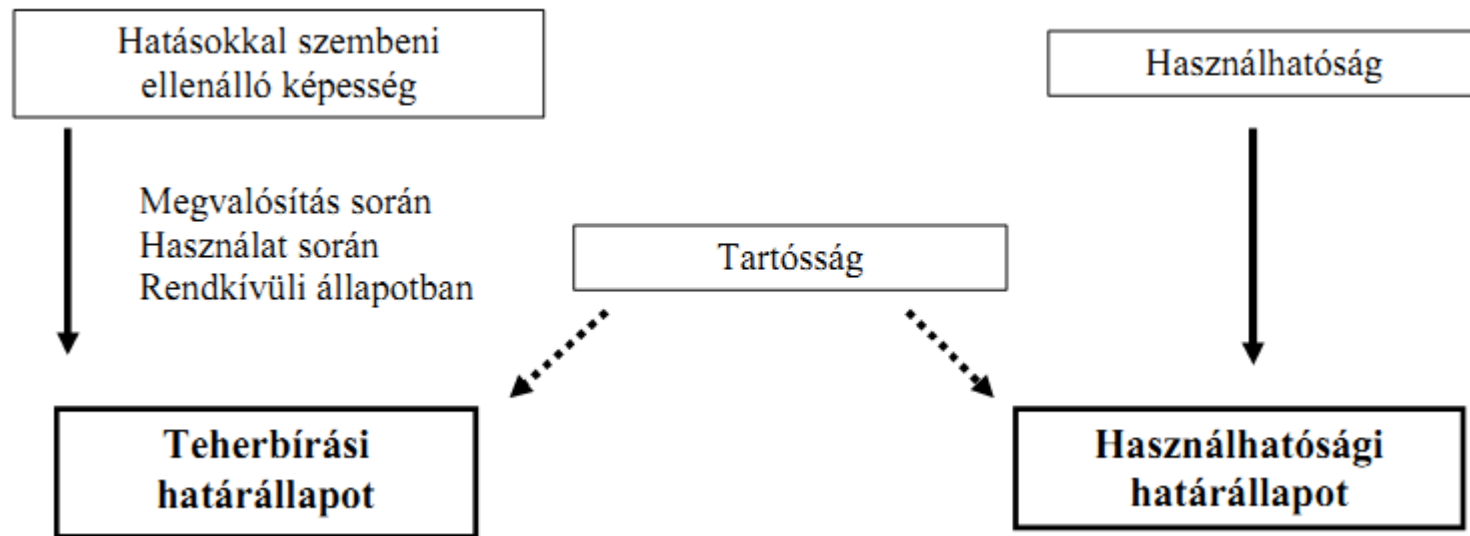 Hatásokkal szembeni
ellenálló képesség
Használhatóság
Megvalósítás során
Használat során
Rendkívüli állapotban
Tartósság
Teherbírási
határállapot
Használhatósági
határállapot